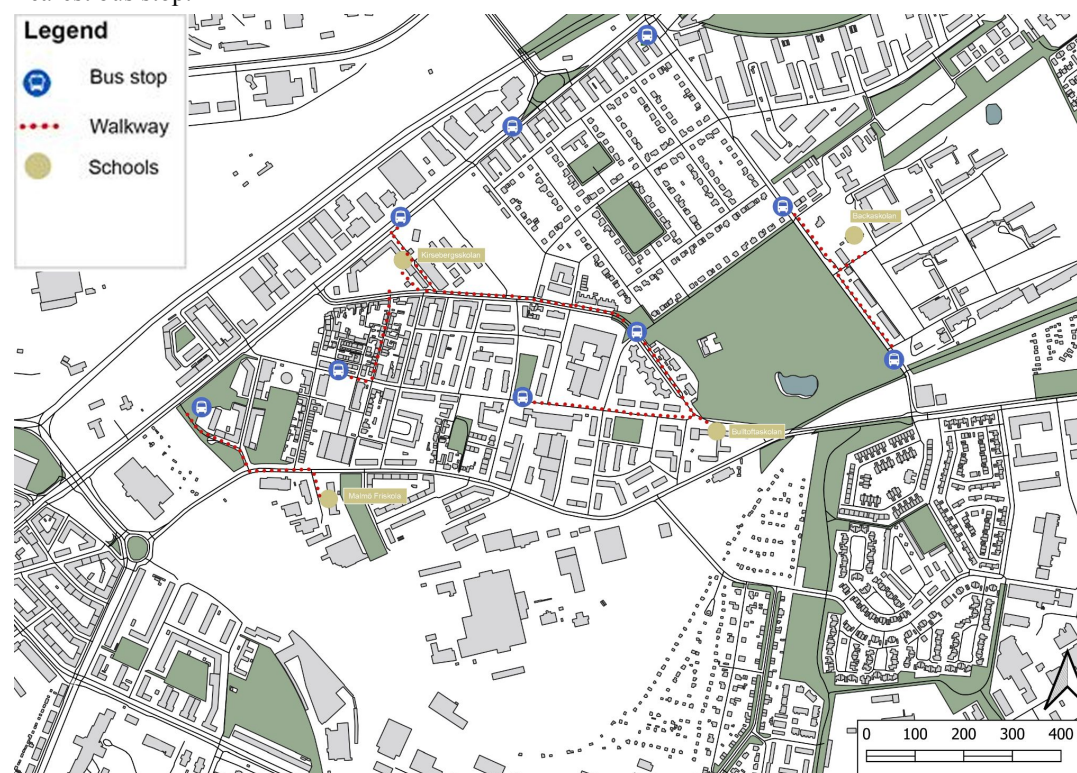 nearest bus stop.
Legend
Bus stop
Walkway
Schools
Backaskolan
Kirsebergsskolan
Bulltoftaskolan
Malmö Friskola
0 100 200 300 400